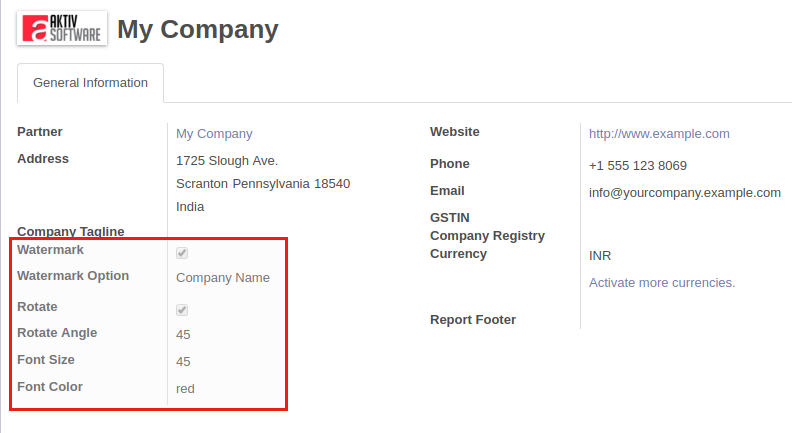 AKTIV
SOFTWARE
My Company
General Information
Partner My Company
Address 1725 Slough Ave.
Scranton Pennsylvania 18540
India
Company Tagline
Watermark
Watermark Option Company Name
Rotate
Rotate Angle 45
Font Size 45
Font Color red
Website http://www.example.com
Phone +1 555 123 8069
Email info@yourcompany.example.com
GSTIN
Company Registry
Currency INR
Activate more currencies.
Report Footer